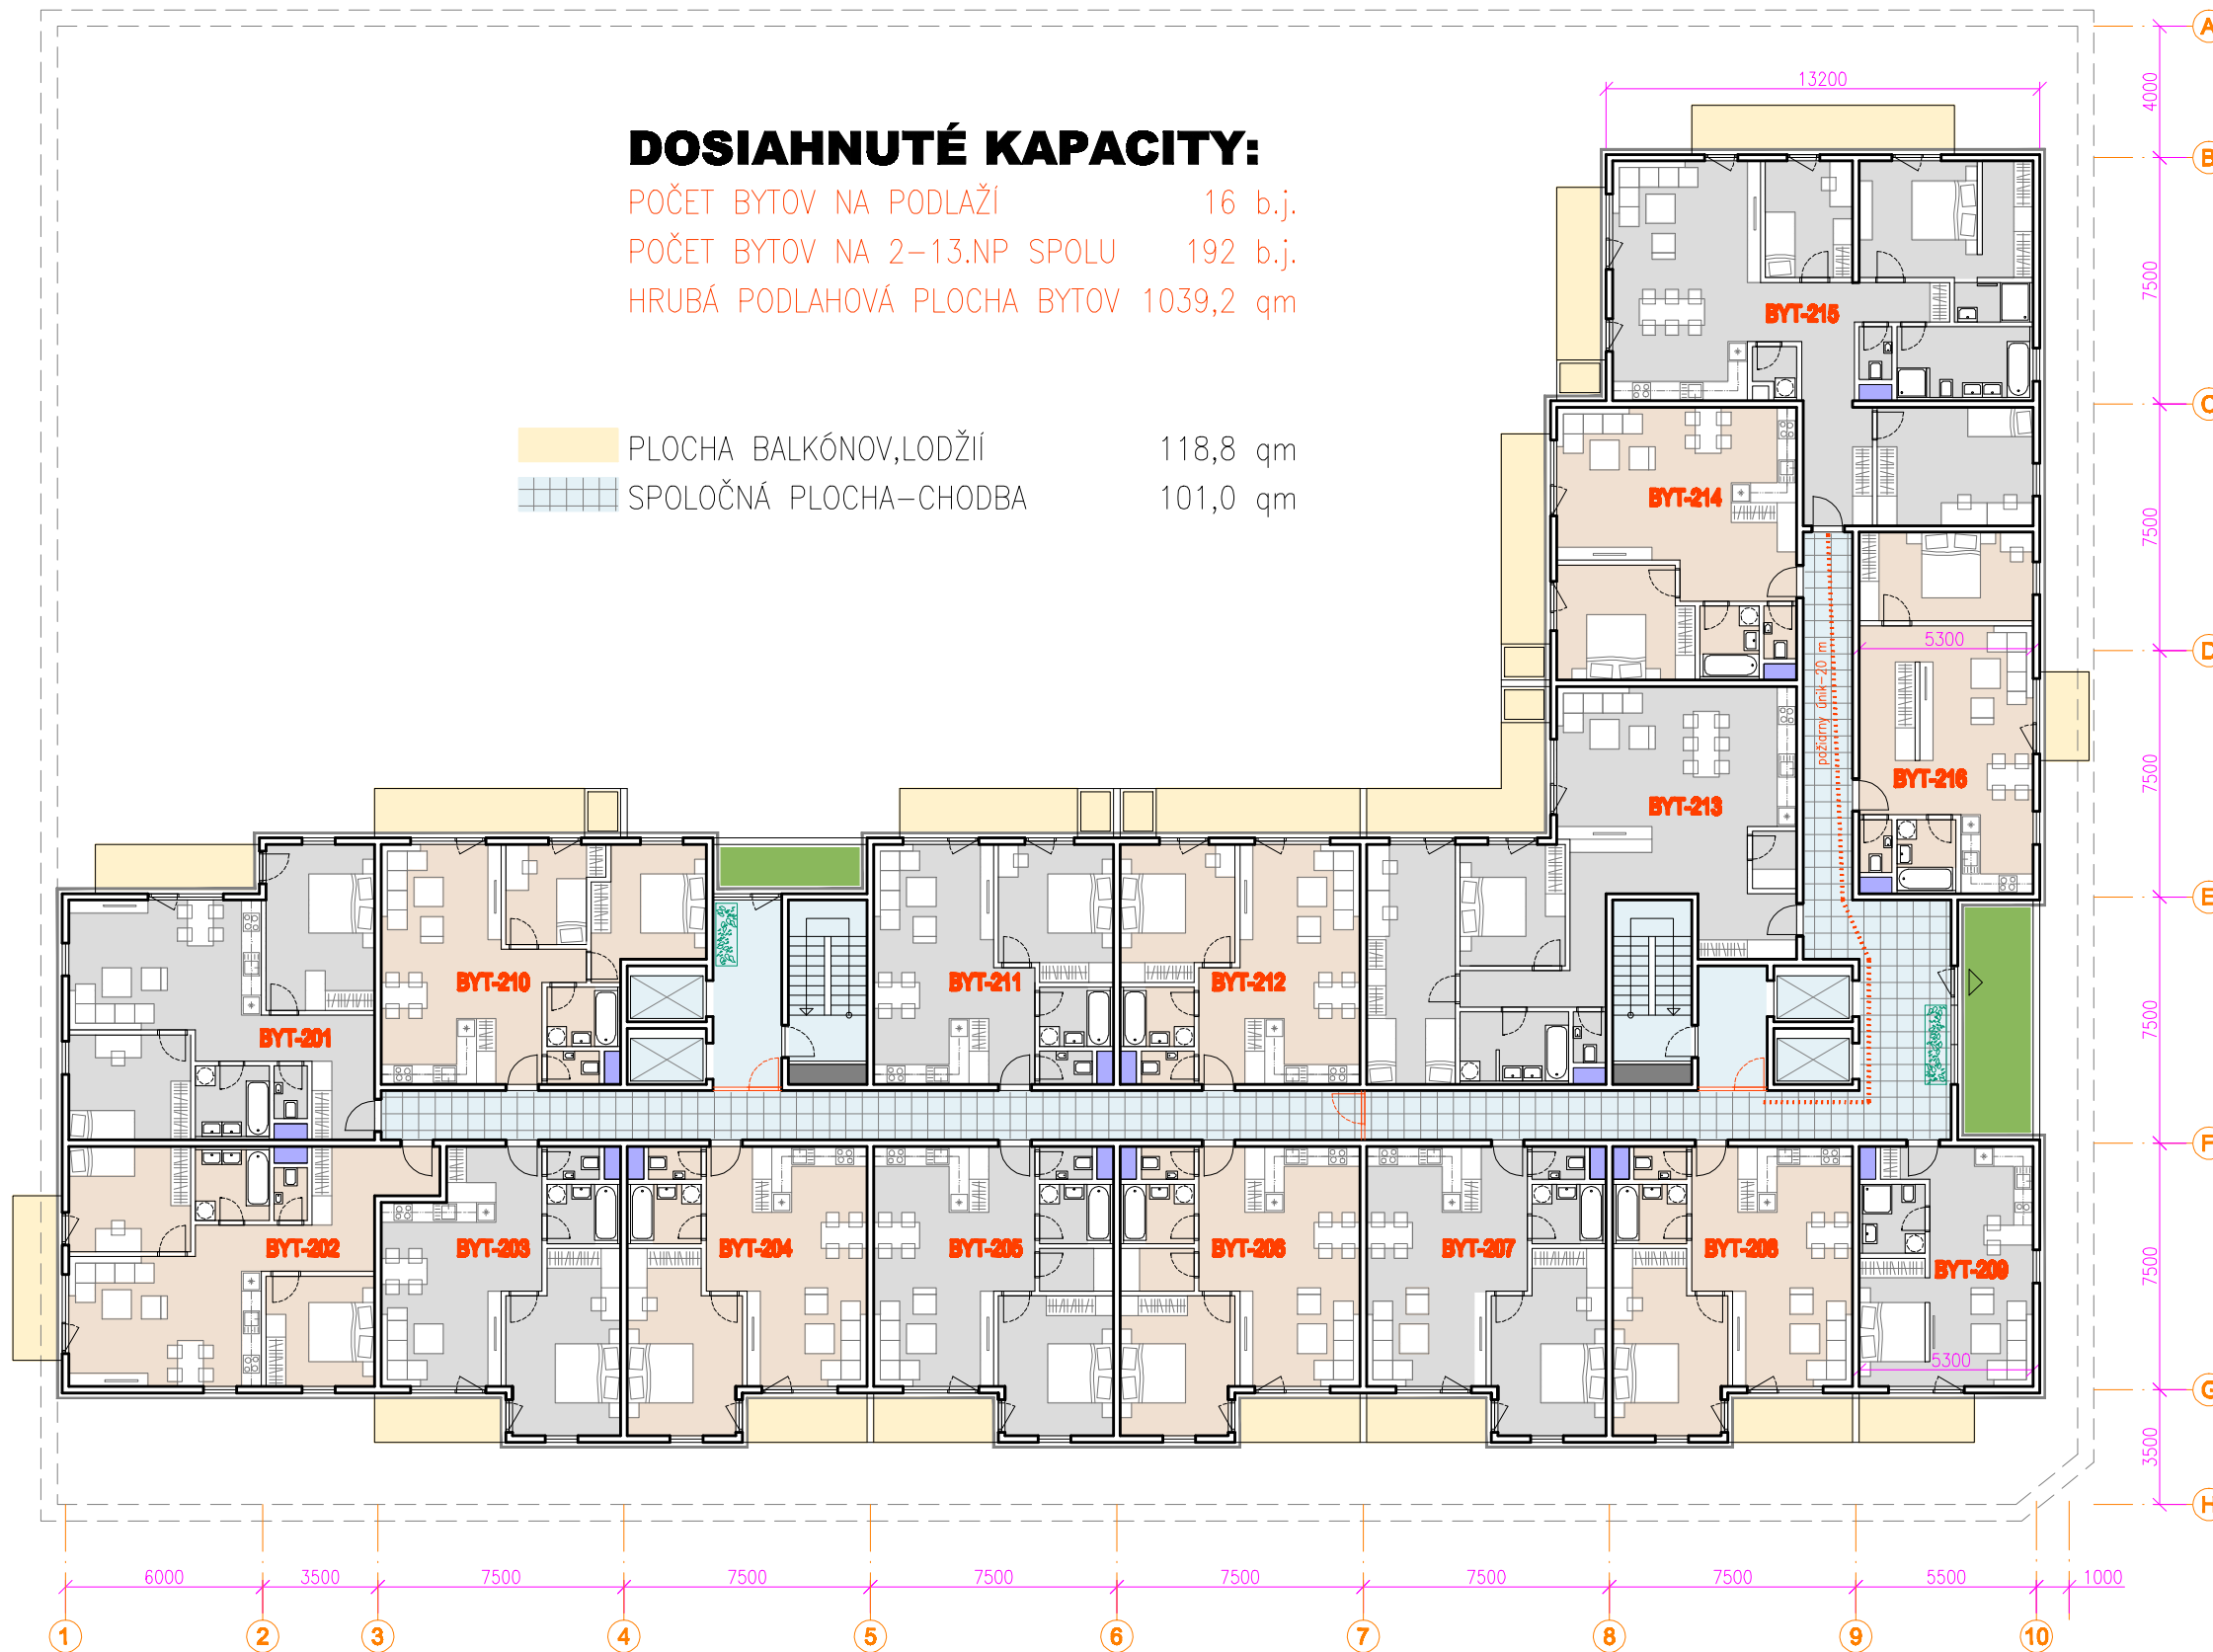 DOSIAHNUTÉ KAPACITY:
POČET BYTOV NA PODLAŽÍ 16 b.j.
POČET BYTOV NA 2-13.NP SPOLU 192 b.j.
HRUBÁ PODLAHOVÁ PLOCHA BYTOV 1039,2 qm
PLOCHA BALKÓNOV,LODŽIÍ 118,8 qm
SPOLOČNÁ PLOCHA-CHODBA 101,0 qm
13200
A
4000
B
7500
BYT-215
C
BYT-214
7500
5300
D
požiarny únik-20 m
7500
BYT-216
BYT-213
E
BYT-210
BYT-211
BYT-212
7500
BYT-201
F
BYT-202
BYT-203
BYT-204
BYT-205
BYT-206
BYT-207
BYT-208
BYT-209
7500
5300
G
3500
H
6000
3500
7500
7500
7500
7500
7500
7500
5500
1000
1
2
3
4
5
6
7
8
9
10